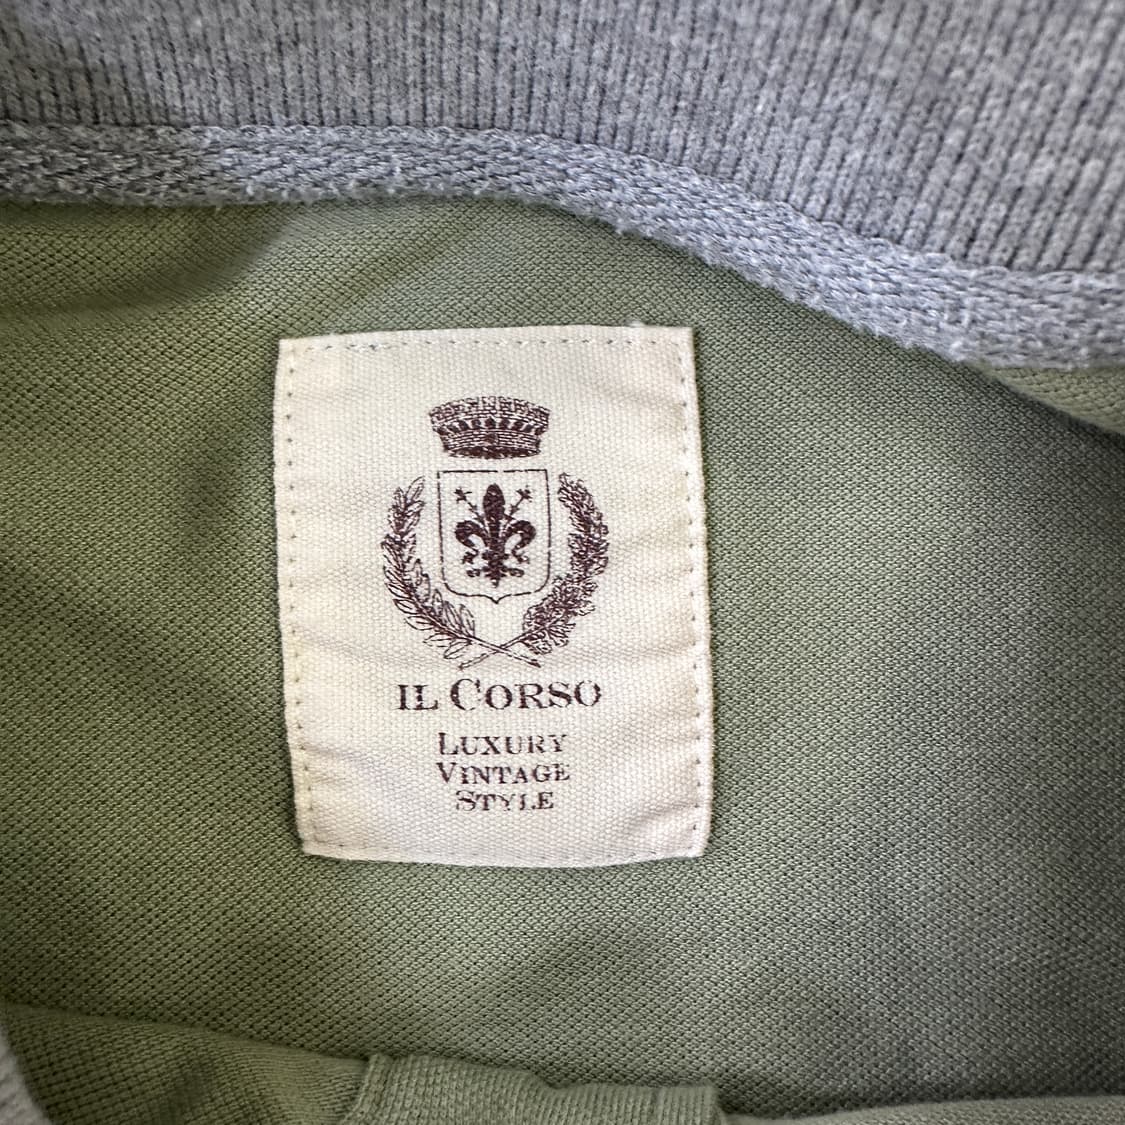 IL CORSO
LUXURY
VINTAGE
STYLE